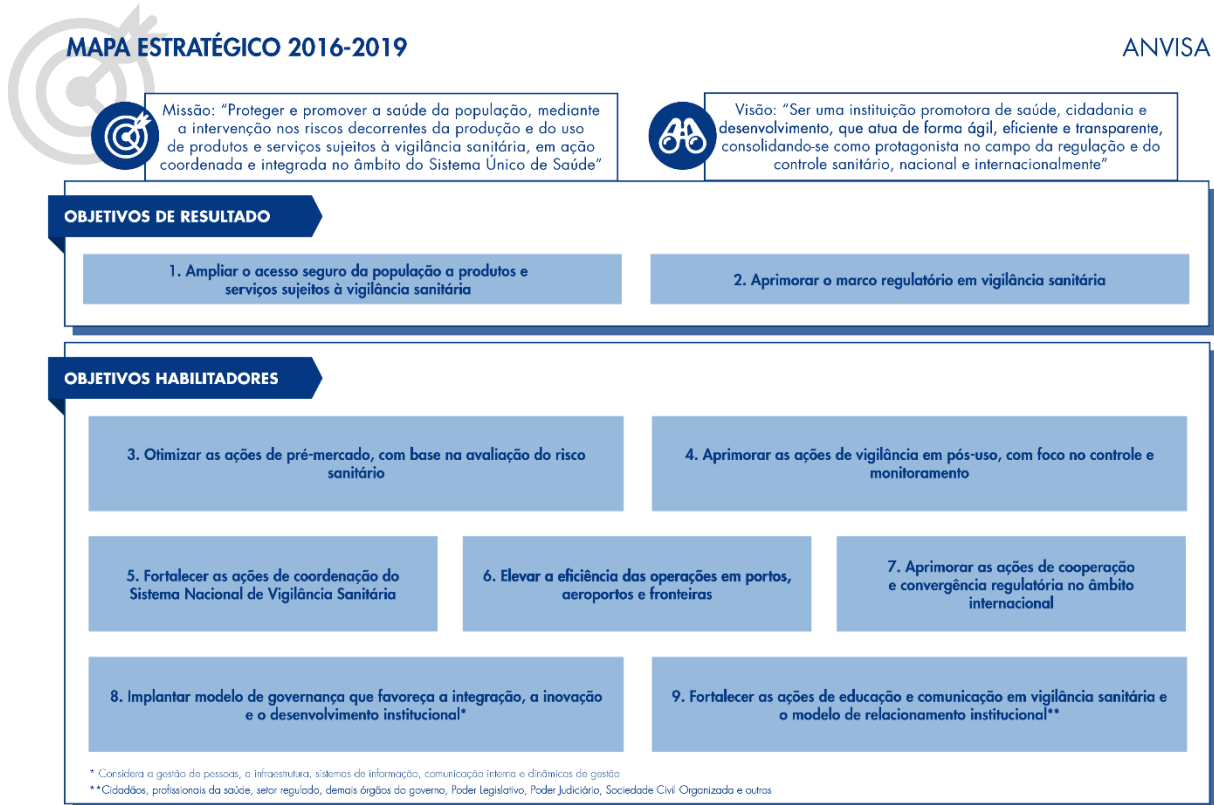 MAPA ESTRATÉGICO 2016-2019
ANVISA
Missão: “Proteger e promover a saúde da população, mediante
a intervenção nos riscos decorrentes da produção e do uso
de produtos e serviços sujeitos à vigilância sanitária, em ação
coordenada e integrada no âmbito do Sistema Único de Saúde”
Visão: “Ser uma instituição promotora de saúde, cidadania e
desenvolvimento, que atua de forma ágil, eficiente e transparente,
consolidando-se como protagonista no campo da regulação e do
controle sanitário, nacional e internacionalmente”
OBJETIVOS DE RESULTADO
1. Ampliar o acesso seguro da população a produtos e
serviços sujeitos à vigilância sanitária
2. Aprimorar o marco regulatório em vigilância sanitária
OBJETIVOS HABILITADORES
3. Otimizar as ações de pré-mercado, com base na avaliação do risco
sanitário
4. Aprimorar as ações de vigilância em pós-uso, com foco no controle e
monitoramento
5. Fortalecer as ações de coordenação do
Sistema Nacional de Vigilância Sanitária
6. Elevar a eficiência das operações em portos,
aeroportos e fronteiras
7. Aprimorar as ações de cooperação
e convergência regulatória no âmbito
internacional
8. Implantar modelo de governança que favoreça a integração, a inovação
e o desenvolvimento institucional*
9. Fortalecer as ações de educação e comunicação em vigilância sanitária e
o modelo de relacionamento institucional**
* Considera a gestão de pessoas, a infraestrutura, sistemas de informação, comunicação interna e dinâmicas de gestão
**Cidadãos, profissionais da saúde, setor regulado, demais órgãos do governo, Poder Legislativo, Poder Judiciário, Sociedade Civil Organizada e outros